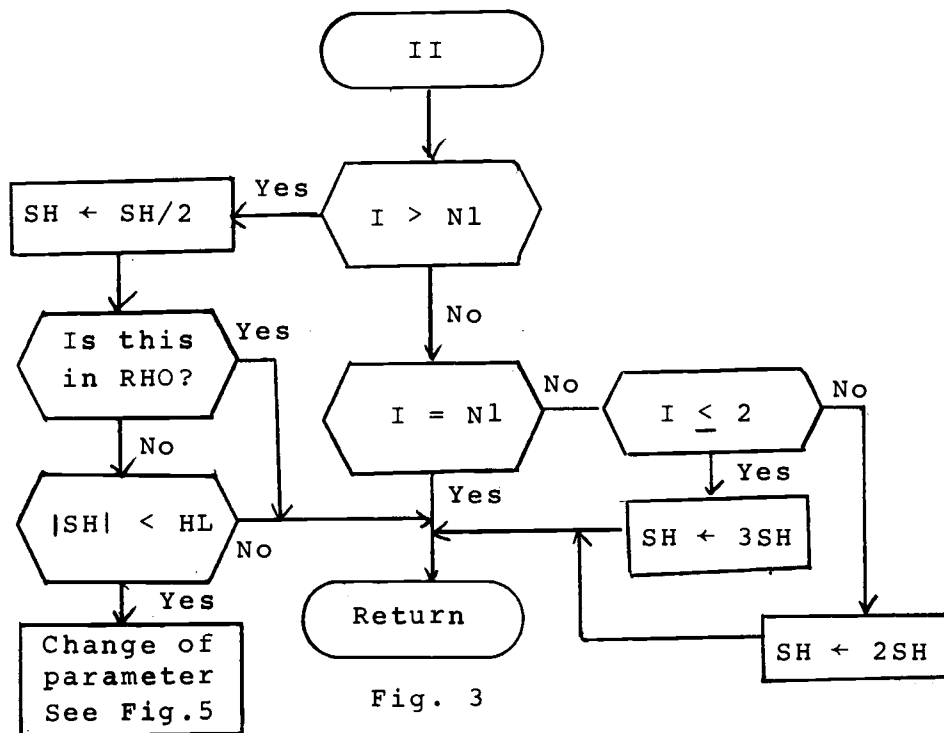 II
I > N1
Yes
SH ← SH/2
No
Is this
in RHO?
Yes
No
I = N1
No
I ≤ 2
No
Yes
Yes
|SH| < HL
No
SH ← 3SH
Yes
Return
SH ← 2SH
Change of
parameter
See Fig.5
Fig. 3